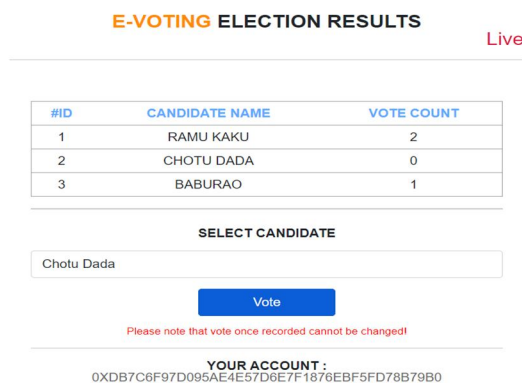 E-VOTING ELECTION RESULTS
Live
#ID CANDIDATE NAME VOTE COUNT
1 RAMU KAKU 2
2 CHOTU DADA 0
3 BABURAO 1
SELECT CANDIDATE
Chotu Dada
Vote
Please note that vote once recorded cannot be changed!
YOUR ACCOUNT :
0XDB7C6F97D095AE4E57D6E7F1876EBF5FD78B79B0